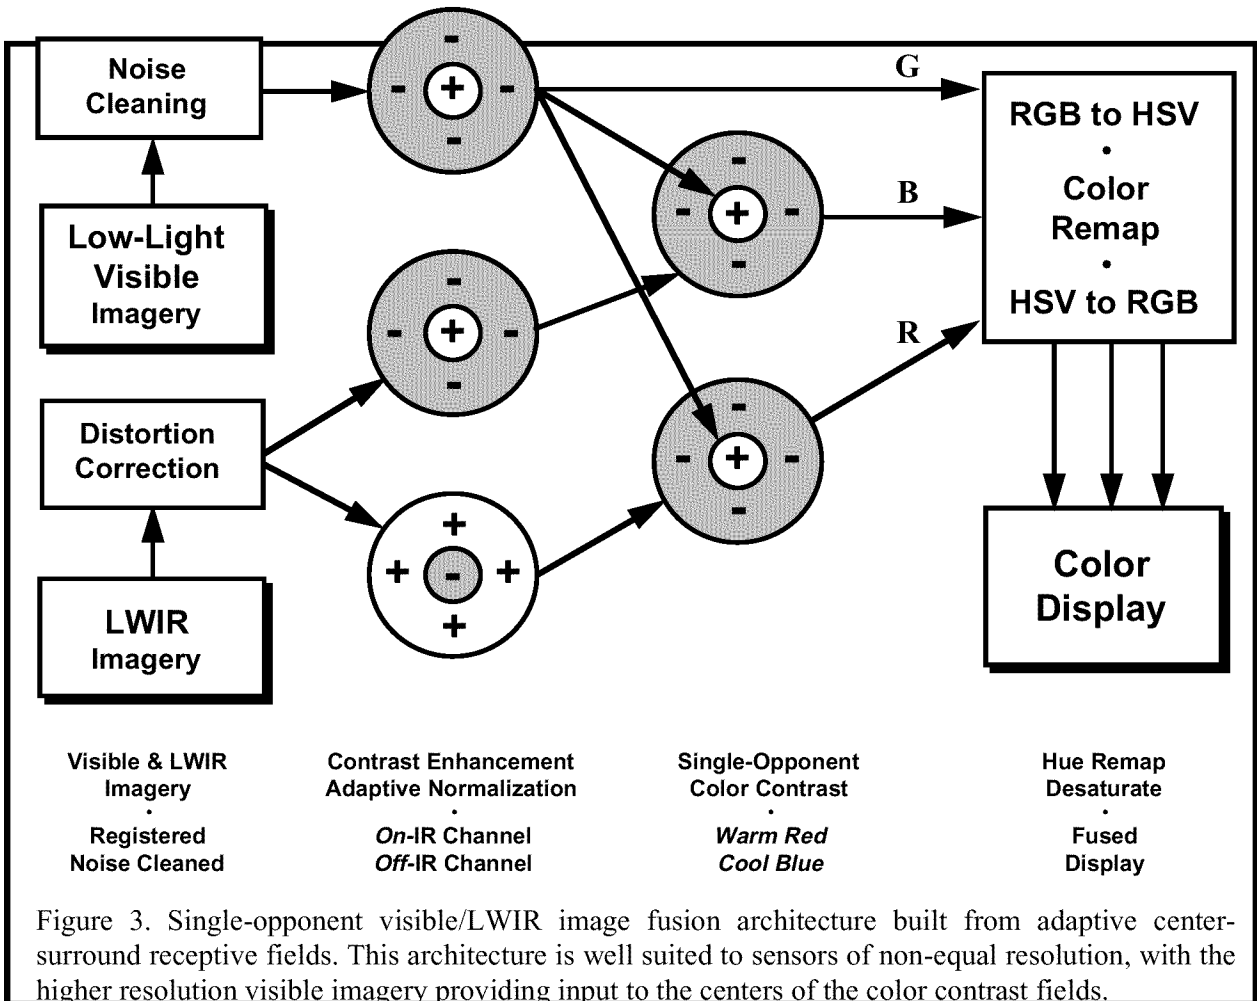 Noise
Cleaning
Low-Light
Visible
Imagery
Distortion
Correction
LWIR
Imagery
-
- + -
-
-
- + -
-
+
+ - +
+
-
- + -
-
-
- + -
-
G
B
R
RGB to HSV
·
Color
Remap
·
HSV to RGB
Color
Display
Visible & LWIR
Imagery
·
Registered
Noise Cleaned
Contrast Enhancement
Adaptive Normalization
·
On-IR Channel
Off-IR Channel
Single-Opponent
Color Contrast
·
Warm Red
Cool Blue
Hue Remap
Desaturate
·
Fused
Display
Figure 3. Single-opponent visible/LWIR image fusion architecture built from adaptive center-
surround receptive fields. This architecture is well suited to sensors of non-equal resolution, with the
higher resolution visible imagery providing input to the centers of the color contrast fields.